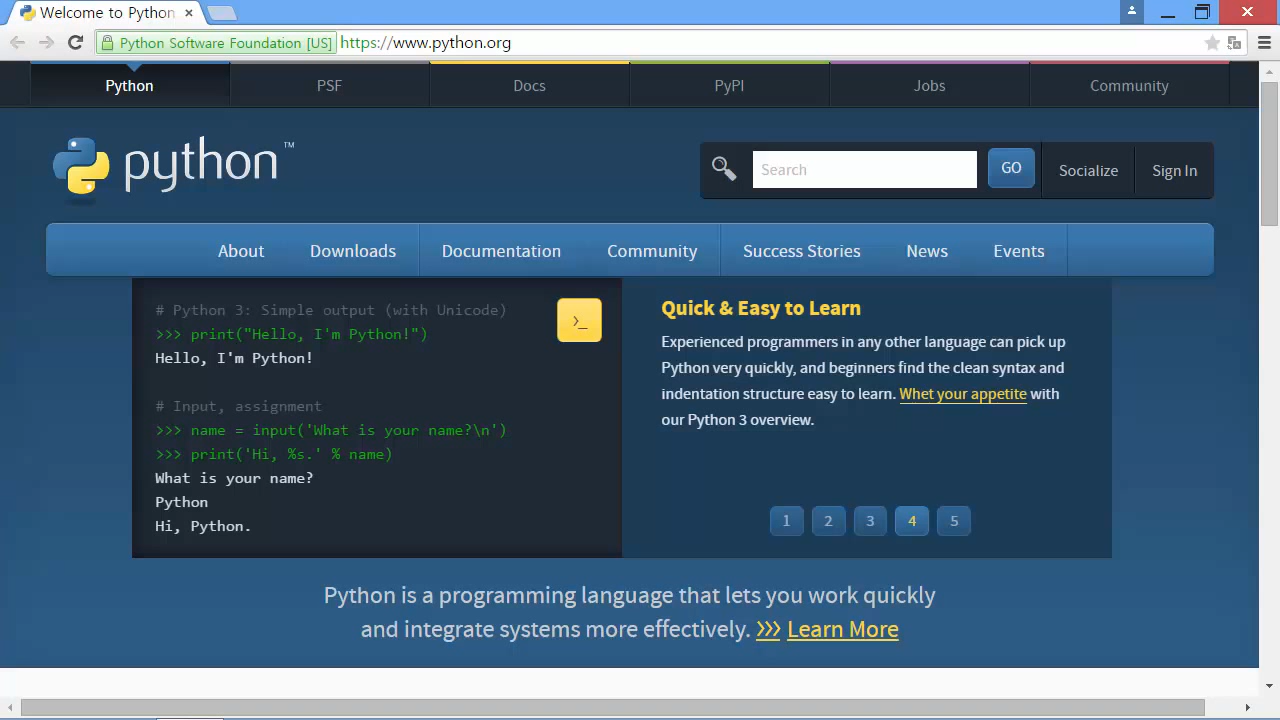 Welcome to Python
Python Software Foundation [US] https://www.python.org
Python PSF Docs PyPI Jobs Community
python™
Search GO Socialize Sign In
About Downloads Documentation Community Success Stories News Events
# Python 3: Simple output (with Unicode)
>>> print("Hello, I'm Python!")
Hello, I'm Python!
# Input, assignment
>>> name = input('What is your name?\n')
>>> print('Hi, %s.' % name)
What is your name?
Python
Hi, Python.
>_
Quick & Easy to Learn
Experienced programmers in any other language can pick up
Python very quickly, and beginners find the clean syntax and
indentation structure easy to learn. Whet your appetite with
our Python 3 overview.
1 2 3 4 5
Python is a programming language that lets you work quickly
and integrate systems more effectively. >>> Learn More